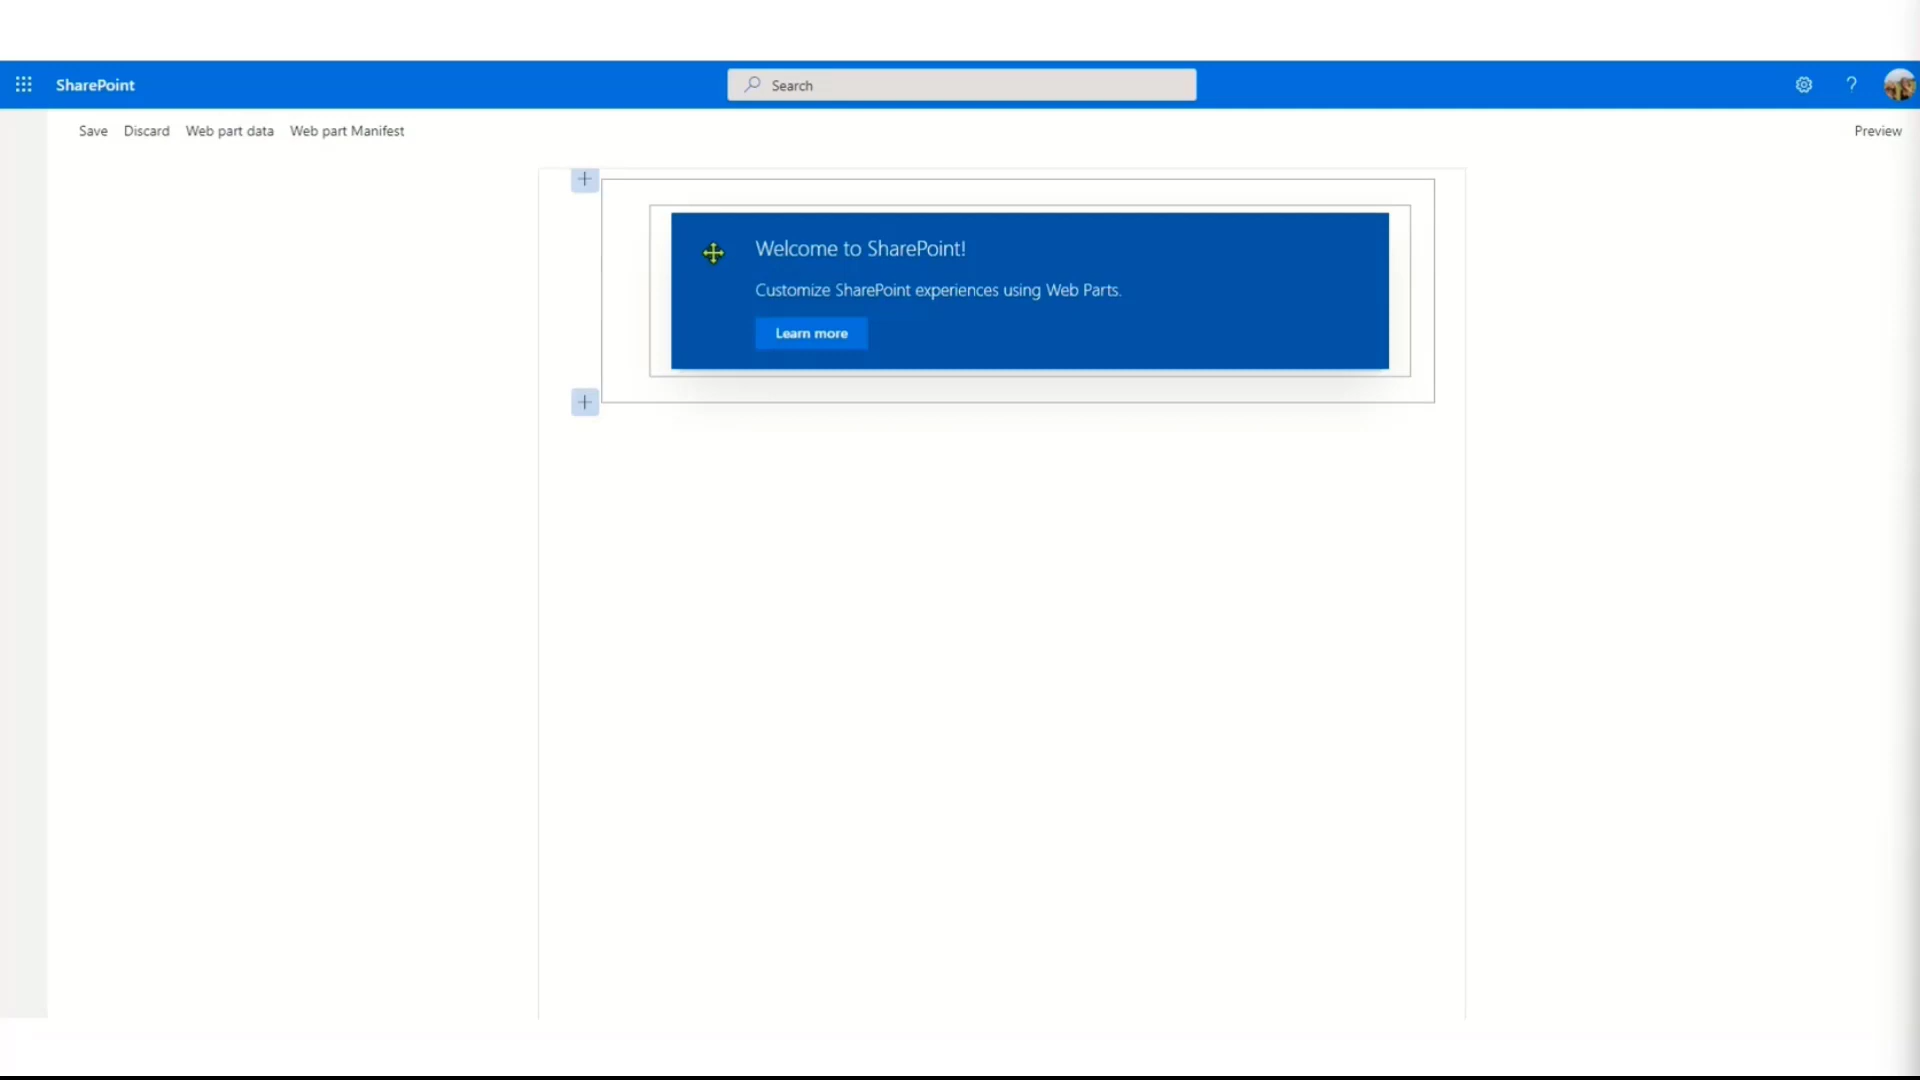 SharePoint
Search
?
Save Discard Web part data Web part Manifest
Preview
Welcome to SharePoint!
Customize SharePoint experiences using Web Parts.
Learn more